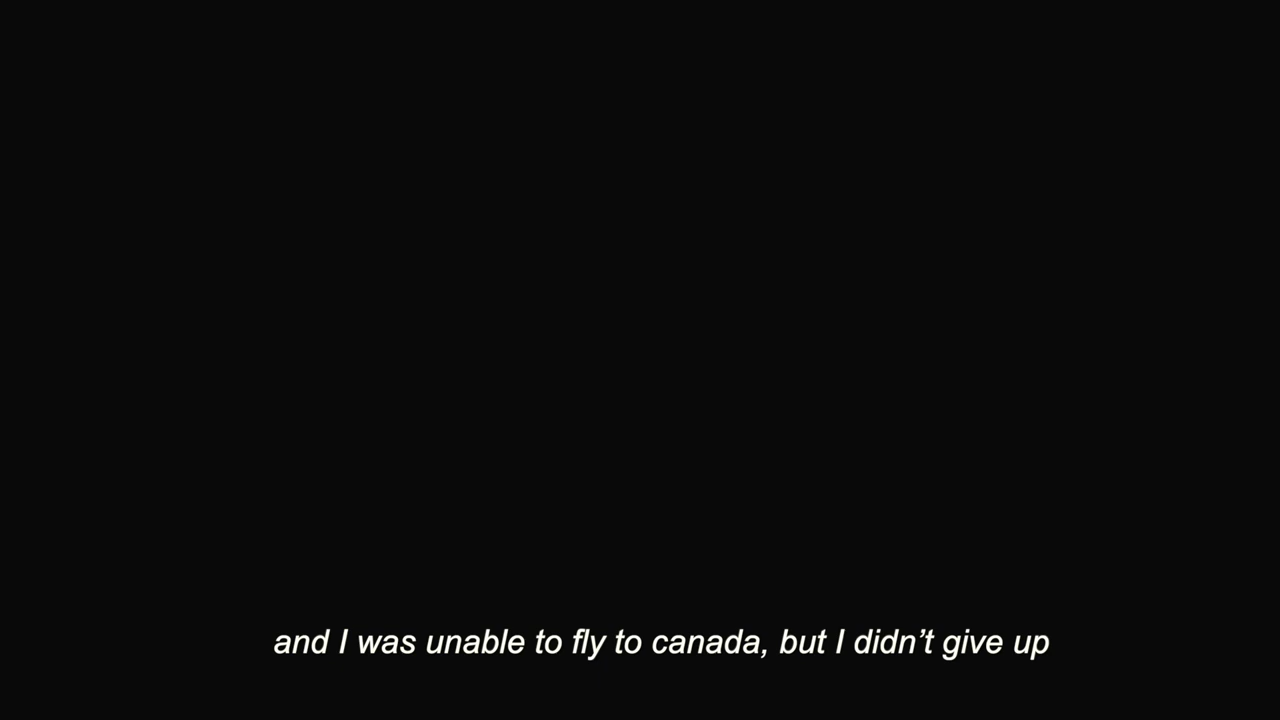 and I was unable to fly to canada, but I didn’t give up